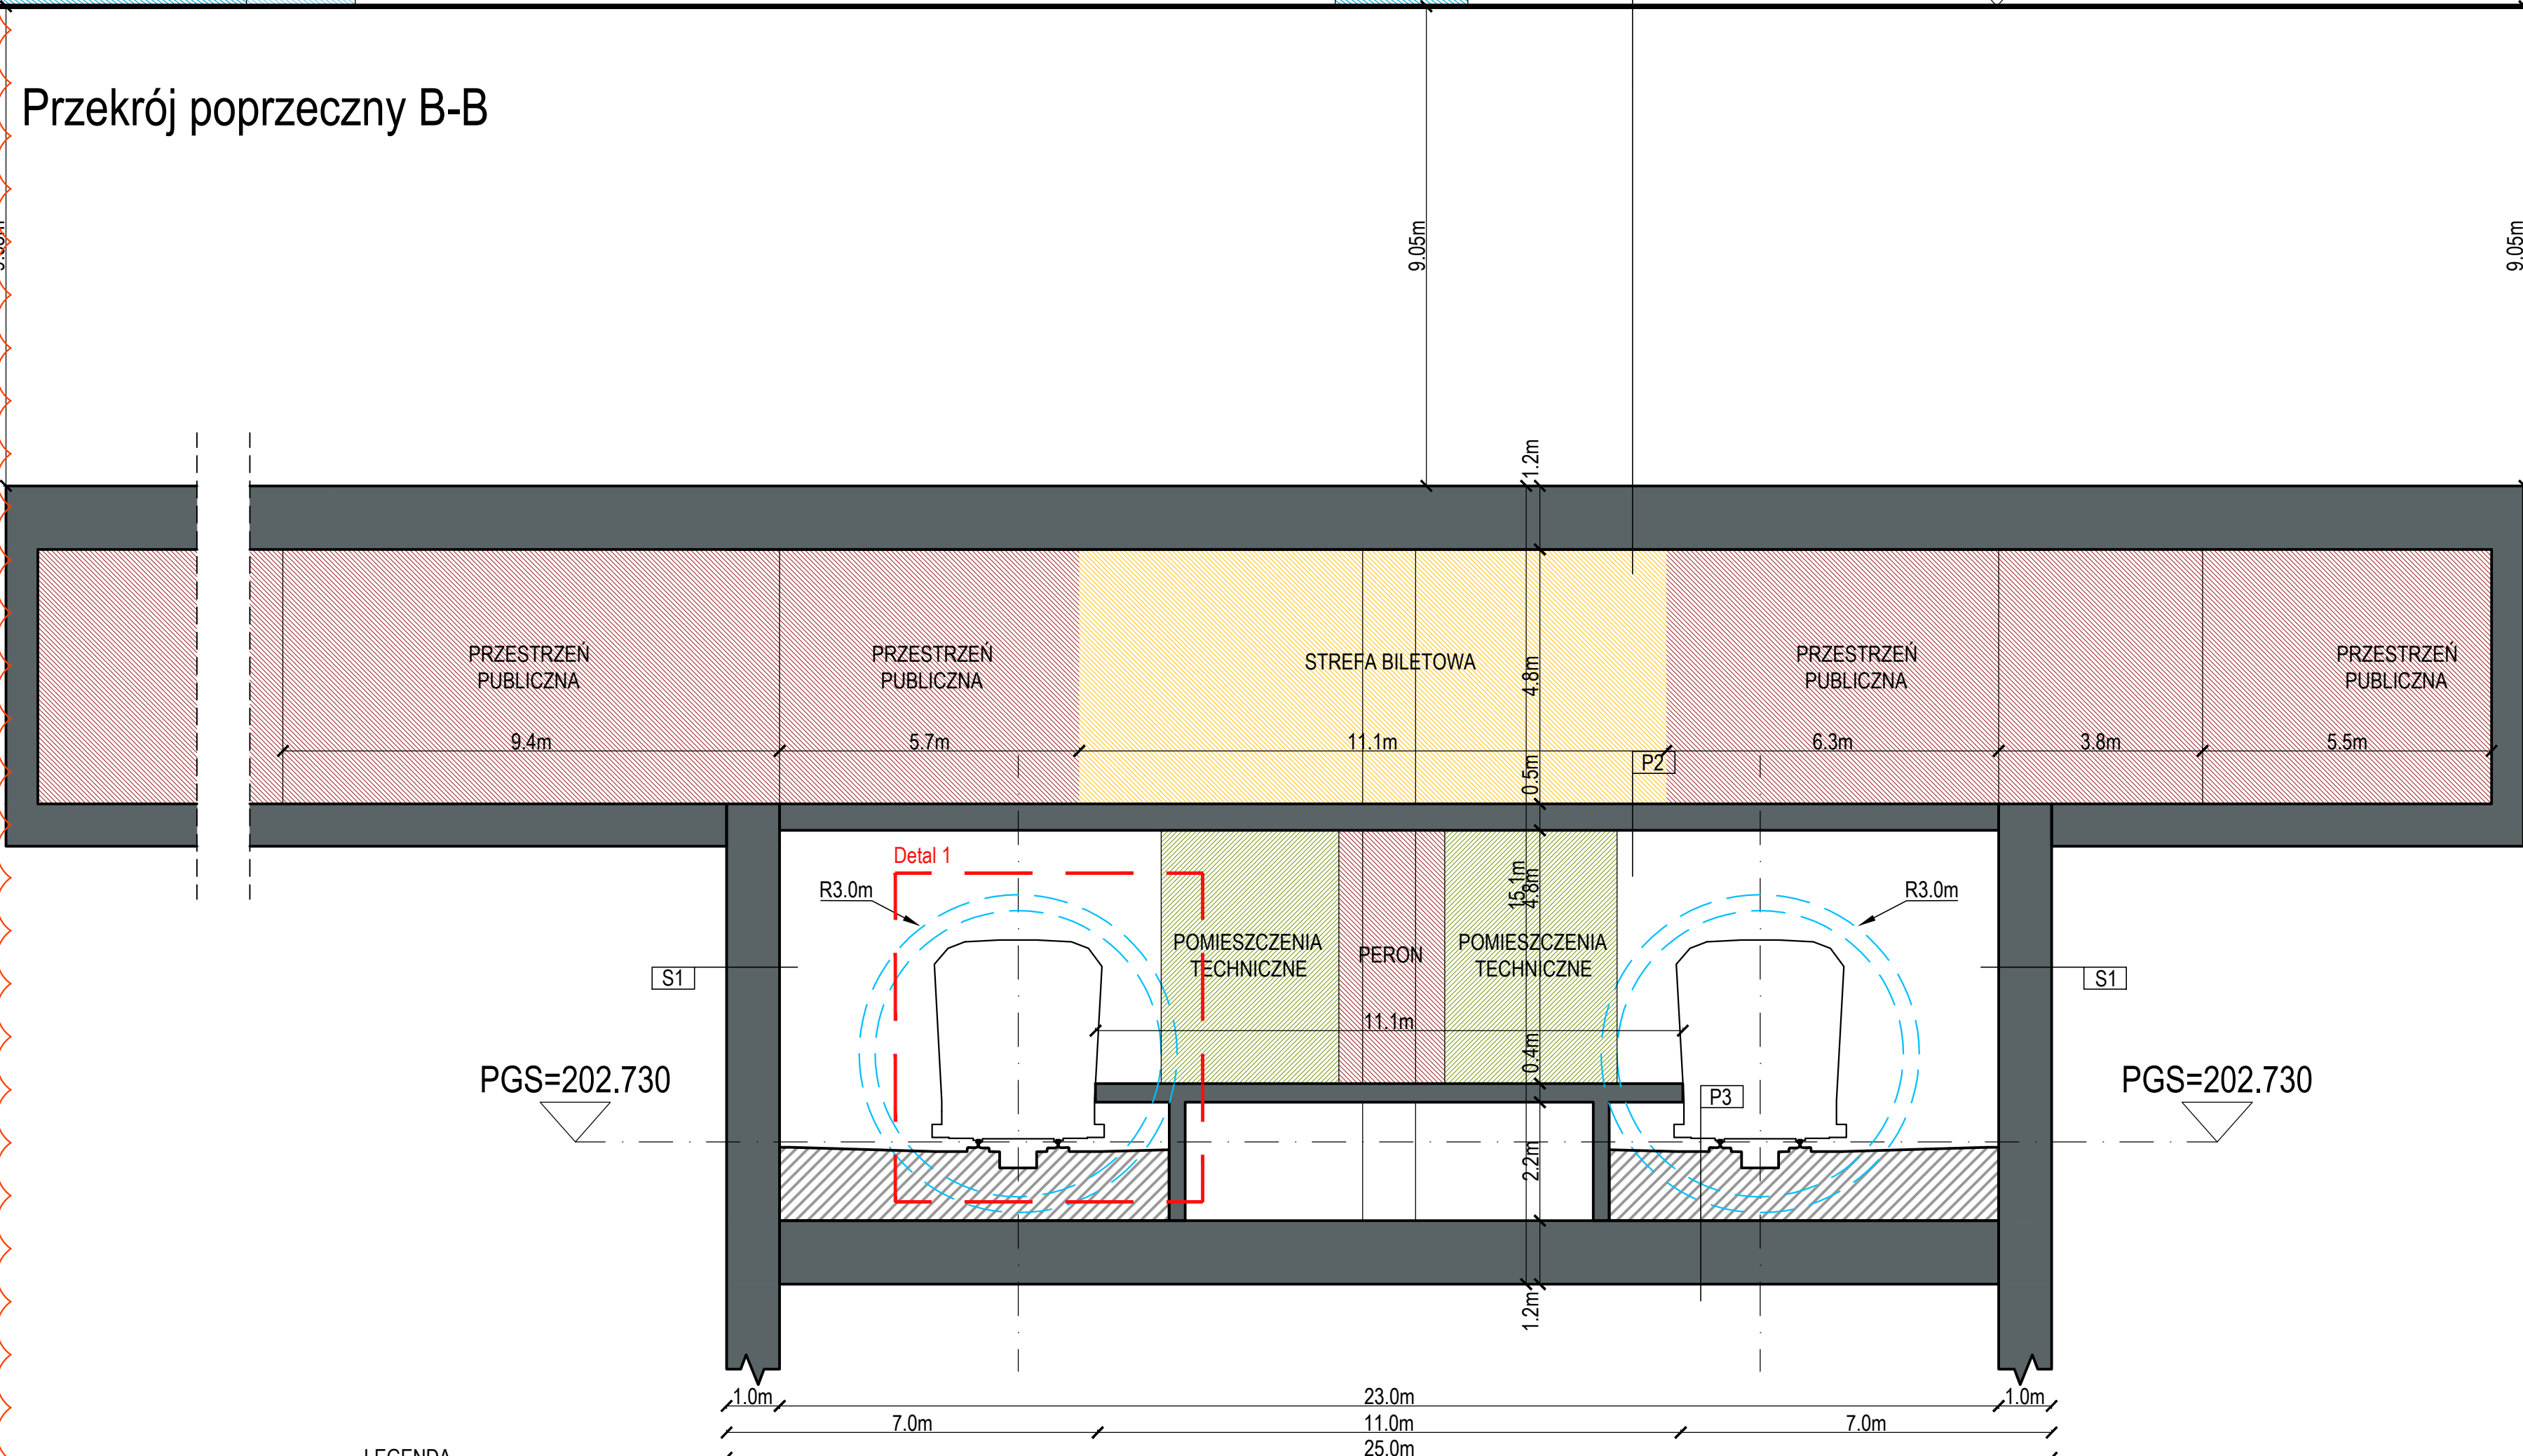 Przekrój poprzeczny B-B
9.05m
9.05m
1.2m
PRZESTRZEŃ
PUBLICZNA
PRZESTRZEŃ
PUBLICZNA
STREFA BILETOWA
4.8m
PRZESTRZEŃ
PUBLICZNA
PRZESTRZEŃ
PUBLICZNA
9.4m
5.7m
11.1m
6.3m
3.8m
5.5m
0.5m
P2
Detal 1
R3.0m
15.1m
4.8m
R3.0m
POMIESZCZENIA
TECHNICZNE
PERON
POMIESZCZENIA
TECHNICZNE
S1
S1
11.1m
0.4m
PGS=202.730
PGS=202.730
P3
2.2m
1.2m
1.0m
23.0m
1.0m
7.0m
11.0m
7.0m
LEGENDA
25.0m